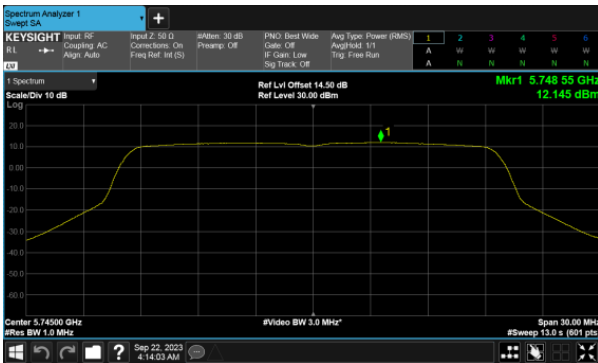 Spectrum Analyzer 1
Swept SA
+
KEYSIGHT
RL
Input: RF
Coupling: AC
Align: Auto
Input Z: 50 Ω
Corrections: On
Freq Ref: Int (S)
#Atten: 30 dB
Preamp: Off
PNO: Best Wide
Gate: Off
IF Gain: Low
Sig Track: Off
Avg Type: Power (RMS)
Avg|Hold: 1/1
Trig: Free Run
1 2 3 4 5 6
A W W W W W
A N N N N N
LW
1 Spectrum
Scale/Div 10 dB
Ref Lvl Offset 14.50 dB
Ref Level 30.00 dBm
Mkr1 5.748 55 GHz
12.145 dBm
Log
20.0
10.0
0.00
-10.0
-20.0
-30.0
-40.0
-50.0
-60.0
1
Center 5.74500 GHz
#Res BW 1.0 MHz
#Video BW 3.0 MHz*
Span 30.00 MHz
#Sweep 13.0 s (601 pts)
?
Sep 22, 2023
4:14:03 AM